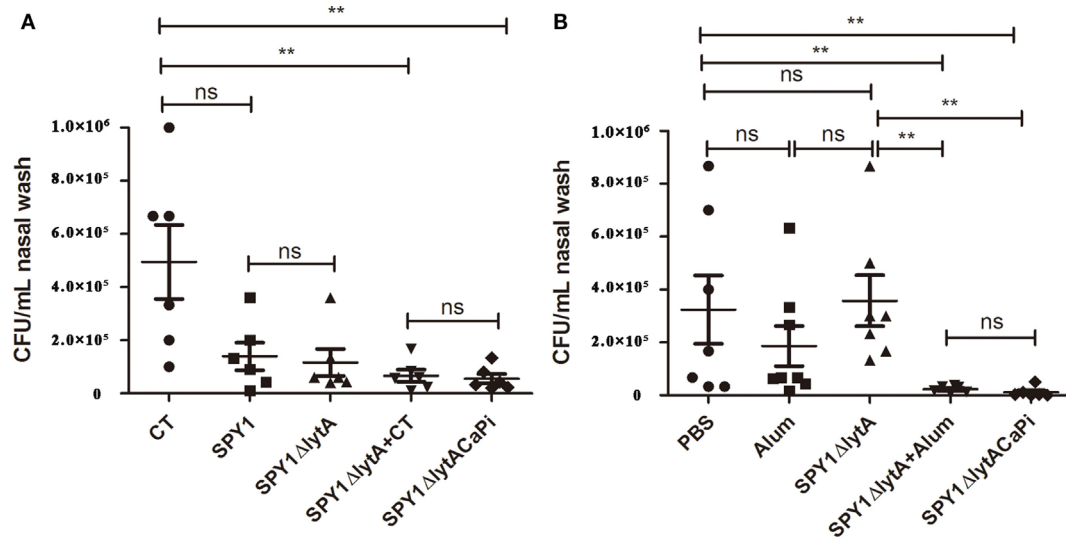 A
**
**
ns
ns
ns
CFU/mL nasal wash
1.0×10⁶
8.0×10⁵
6.0×10⁵
4.0×10⁵
2.0×10⁵
0
CT
SPY1
SPY1ΔlytA
SPY1ΔlytA+CT
SPY1ΔlytACaPi
B
**
**
ns
**
ns
ns
**
ns
CFU/mL nasal wash
1.0×10⁶
8.0×10⁵
6.0×10⁵
4.0×10⁵
2.0×10⁵
0
PBS
Alum
SPY1ΔlytA
SPY1ΔlytA+Alum
SPY1ΔlytACaPi